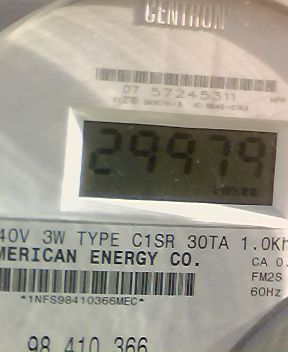 CENTRON
07 57245311
29979
kWh
40V 3W TYPE C1SR 30TA 1.0Kh
MERICAN ENERGY CO.
CA 0.
FM2S
60Hz
*1NFS98410366MEC*
98 410 366